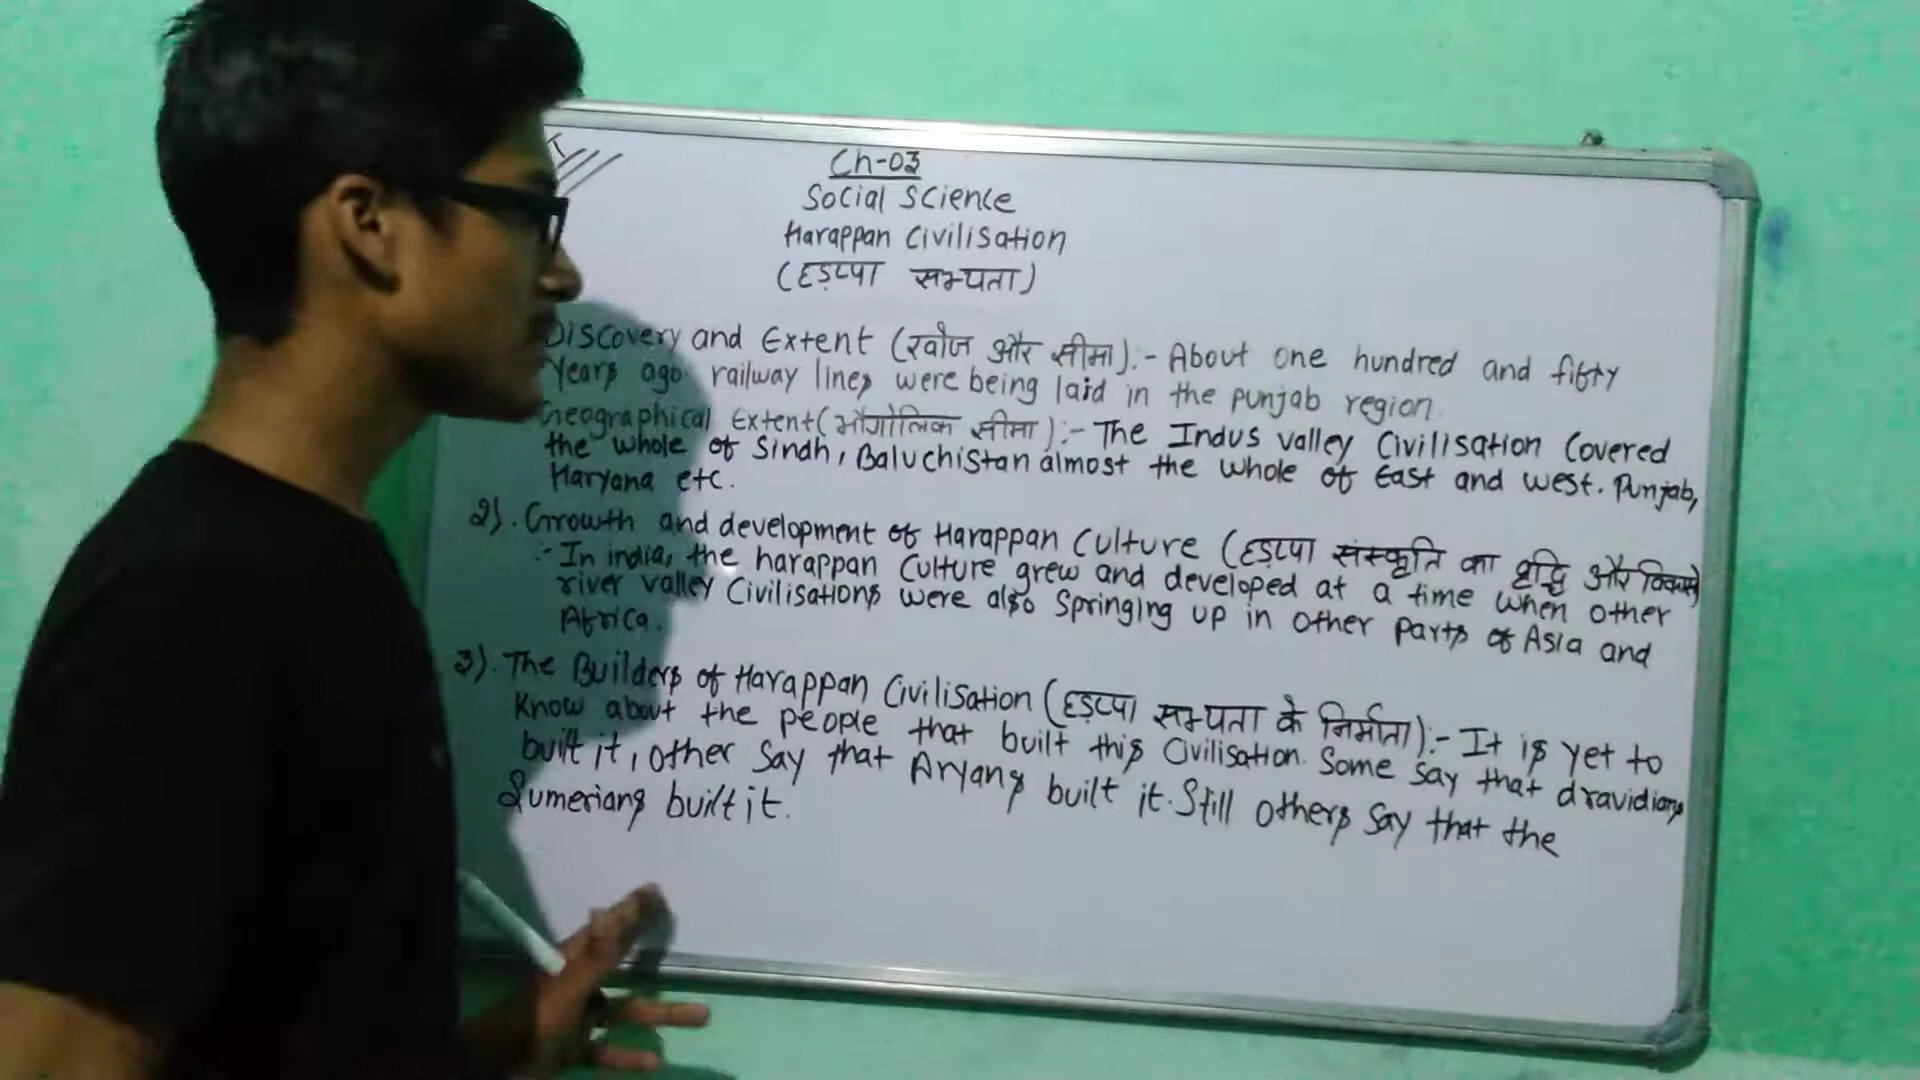 Ch-03
Social Science
Harappan Civilisation
(हड़प्पा सभ्यता)
Discovery and Extent (खोज और सीमा):- About one hundred and fifty
Years ago railway lines were being laid in the punjab region.
Geographical Extent (भौगोलिक सीमा):- The Indus valley Civilisation Covered
the whole of Sindh, Baluchistan almost the whole of East and west. Punjab,
Haryana etc.
2). Growth and development of Harappan Culture (हड़प्पा संस्कृति का वृद्धि और विकास)
:- In india, the harappan Culture grew and developed at a time when other
river valley Civilisations were also Springing up in other parts of Asia and
Africa.
3). The Builders of Harappan Civilisation (हड़प्पा सभ्यता के निर्माता):- It is yet to
Know about the people that built this Civilisation. Some say that dravidians
built it, other Say that Aryans built it. Still others Say that the
Sumerians built it.